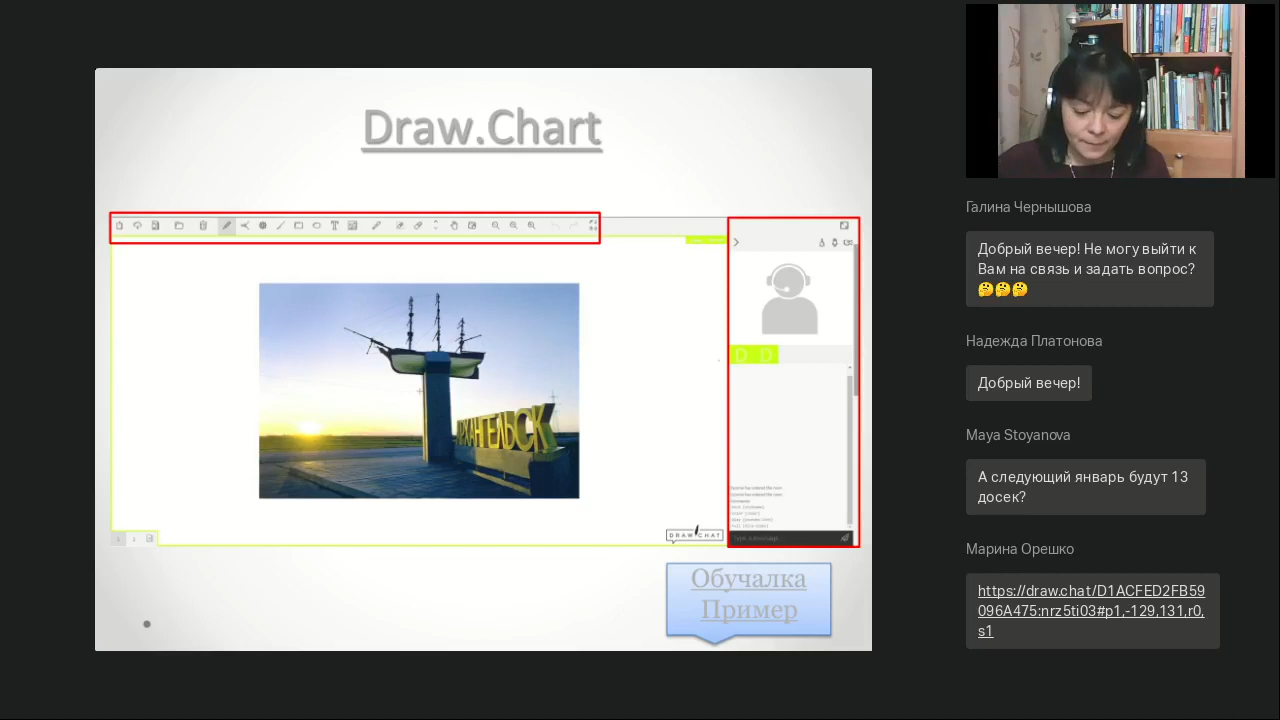 Draw.Chart
АРХАНГЕЛЬСК
D D
DRAW CHAT
Type a message...
Обучалка
Пример
Галина Чернышова
Добрый вечер! Не могу выйти к
Вам на связь и задать вопрос?
🤔🤔🤔
Надежда Платонова
Добрый вечер!
Maya Stoyanova
А следующий январь будут 13
досек?
Марина Орешко
https://draw.chat/D1ACFED2FB59
096A475:nrz5ti03#p1,-129,131,r0,
s1